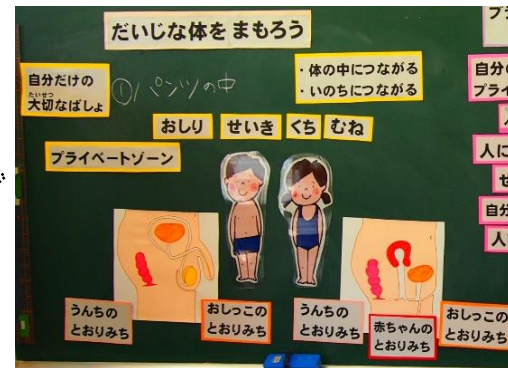 だいじな体をまもろう
自分だけの
たいせつ
大切なばしょ
①パンツの中
・体の中につながる
・いのちにつながる
おしり
せいき
くち
むね
プライベートゾーン
うんちの
とおりみち
おしっこの
とおりみち
うんちの
とおりみち
赤ちゃんの
とおりみち
おしっこの
とおりみち
プラ
自分の
プライ
人に
せ
自分
人